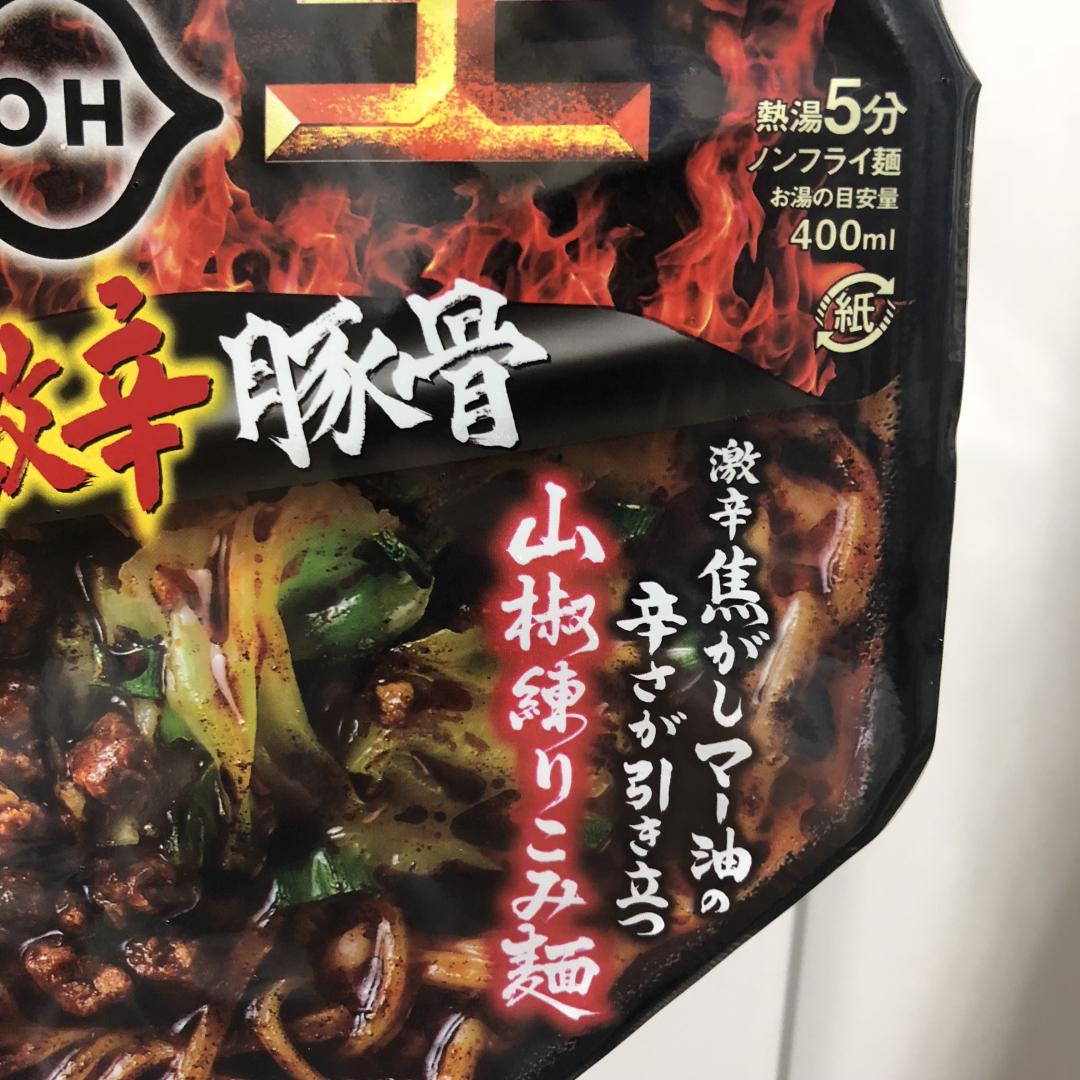 OH
王
熱湯5分
ノンフライ麺
お湯の目安量
400ml
紙
激辛 豚骨
激辛焦がしマー油の
辛さが引き立つ
山椒練りこみ麺